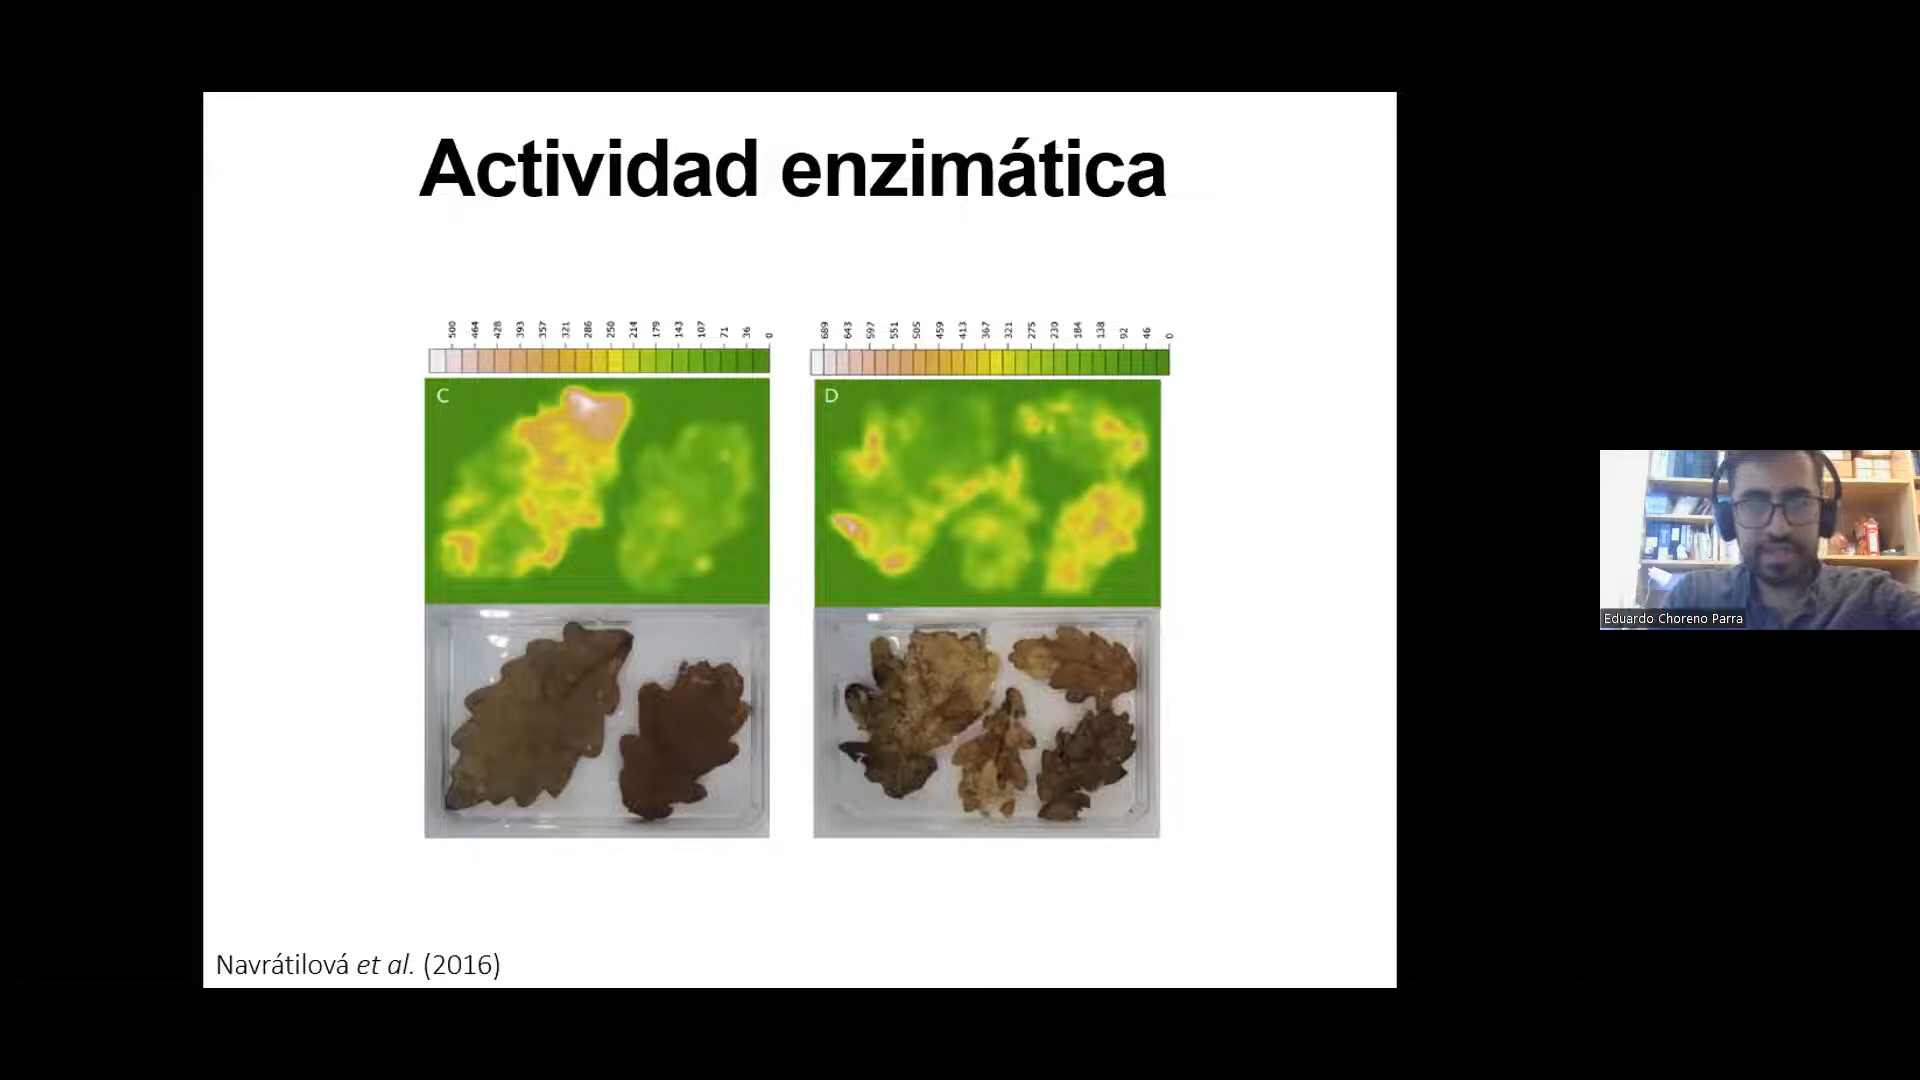 Actividad enzimática
500 464 428 393 357 321 286 250 214 179 143 107 71 36 0
689 643 597 551 505 459 413 367 321 275 230 184 138 92 46 0
C
D
Eduardo Choreno Parra
Navrátilová et al. (2016)